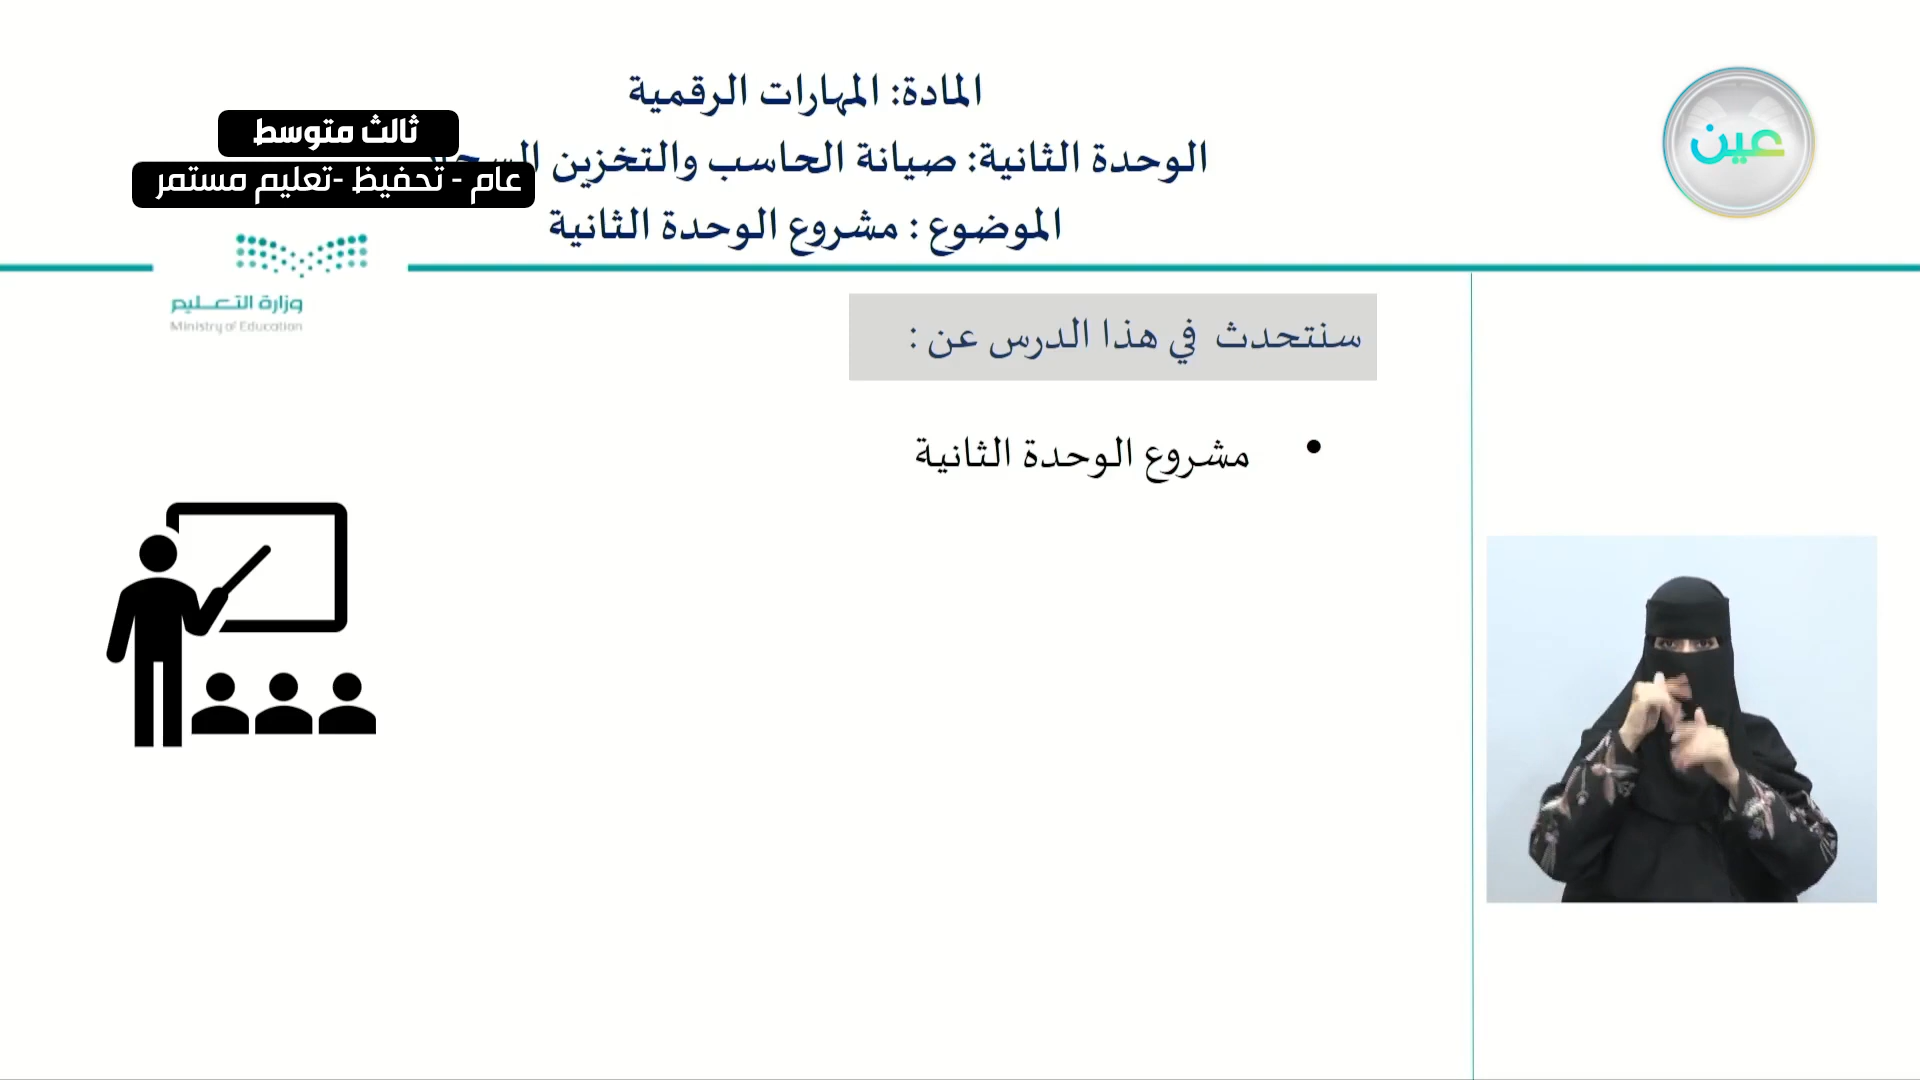 المادة: المهارات الرقمية
الوحدة الثانية: صيانة الحاسب والتخزين
الموضوع : مشروع الوحدة الثانية
ثالث متوسط
عام - تحفيظ -تعليم مستمر
عين
وزارة التعـــليم
Ministry of Education
سنتحدث في هذا الدرس عن :
• مشروع الوحدة الثانية